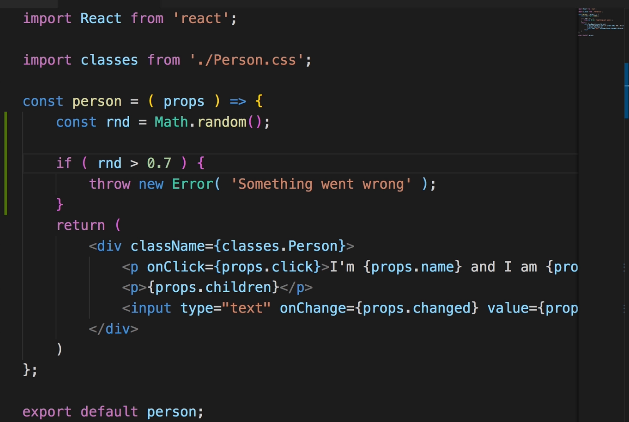 import React from 'react';
import classes from './Person.css';
const person = ( props ) => {
const rnd = Math.random();
if ( rnd > 0.7 ) {
throw new Error( 'Something went wrong' );
}
return (
<div className={classes.Person}>
<p onClick={props.click}>I'm {props.name} and I am {pro
<p>{props.children}</p>
<input type="text" onChange={props.changed} value={prop
</div>
)
};
export default person;